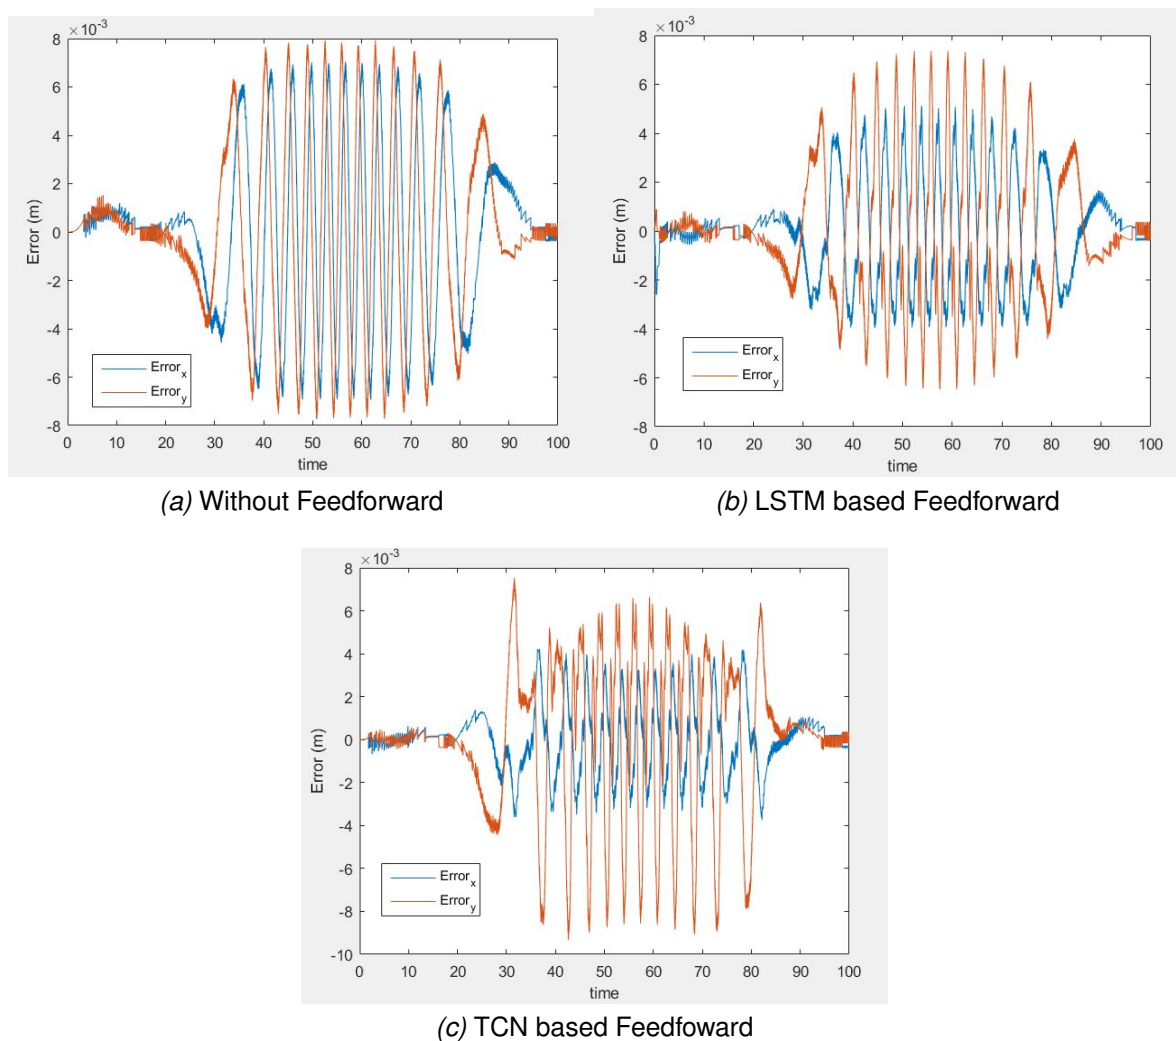 ×10^-3
8
6
4
2
0
-2
-4
-6
-8
Error (m)
0 10 20 30 40 50 60 70 80 90 100
time
Error_x
Error_y
(a) Without Feedforward
×10^-3
8
6
4
2
0
-2
-4
-6
-8
Error (m)
0 10 20 30 40 50 60 70 80 90 100
time
Error_x
Error_y
(b) LSTM based Feedforward
×10^-3
8
6
4
2
0
-2
-4
-6
-8
-10
Error (m)
0 10 20 30 40 50 60 70 80 90 100
time
Error_x
Error_y
(c) TCN based Feedfoward